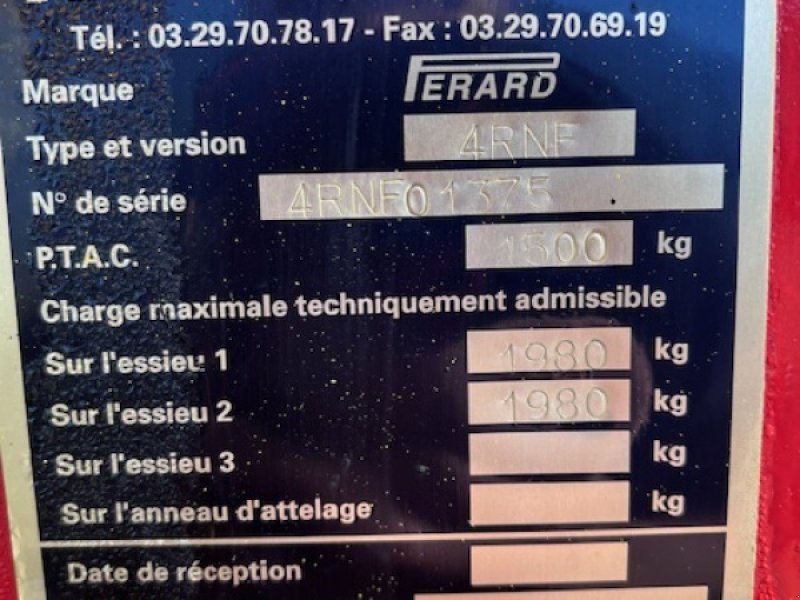 Tél. : 03.29.70.78.17 - Fax : 03.29.70.69.19
Marque PERARD
Type et version 4RNF
N° de série 4RNF01375
P.T.A.C. 1500 kg
Charge maximale techniquement admissible
Sur l'essieu 1 1980 kg
Sur l'essieu 2 1980 kg
Sur l'essieu 3 kg
Sur l'anneau d'attelage kg
Date de réception